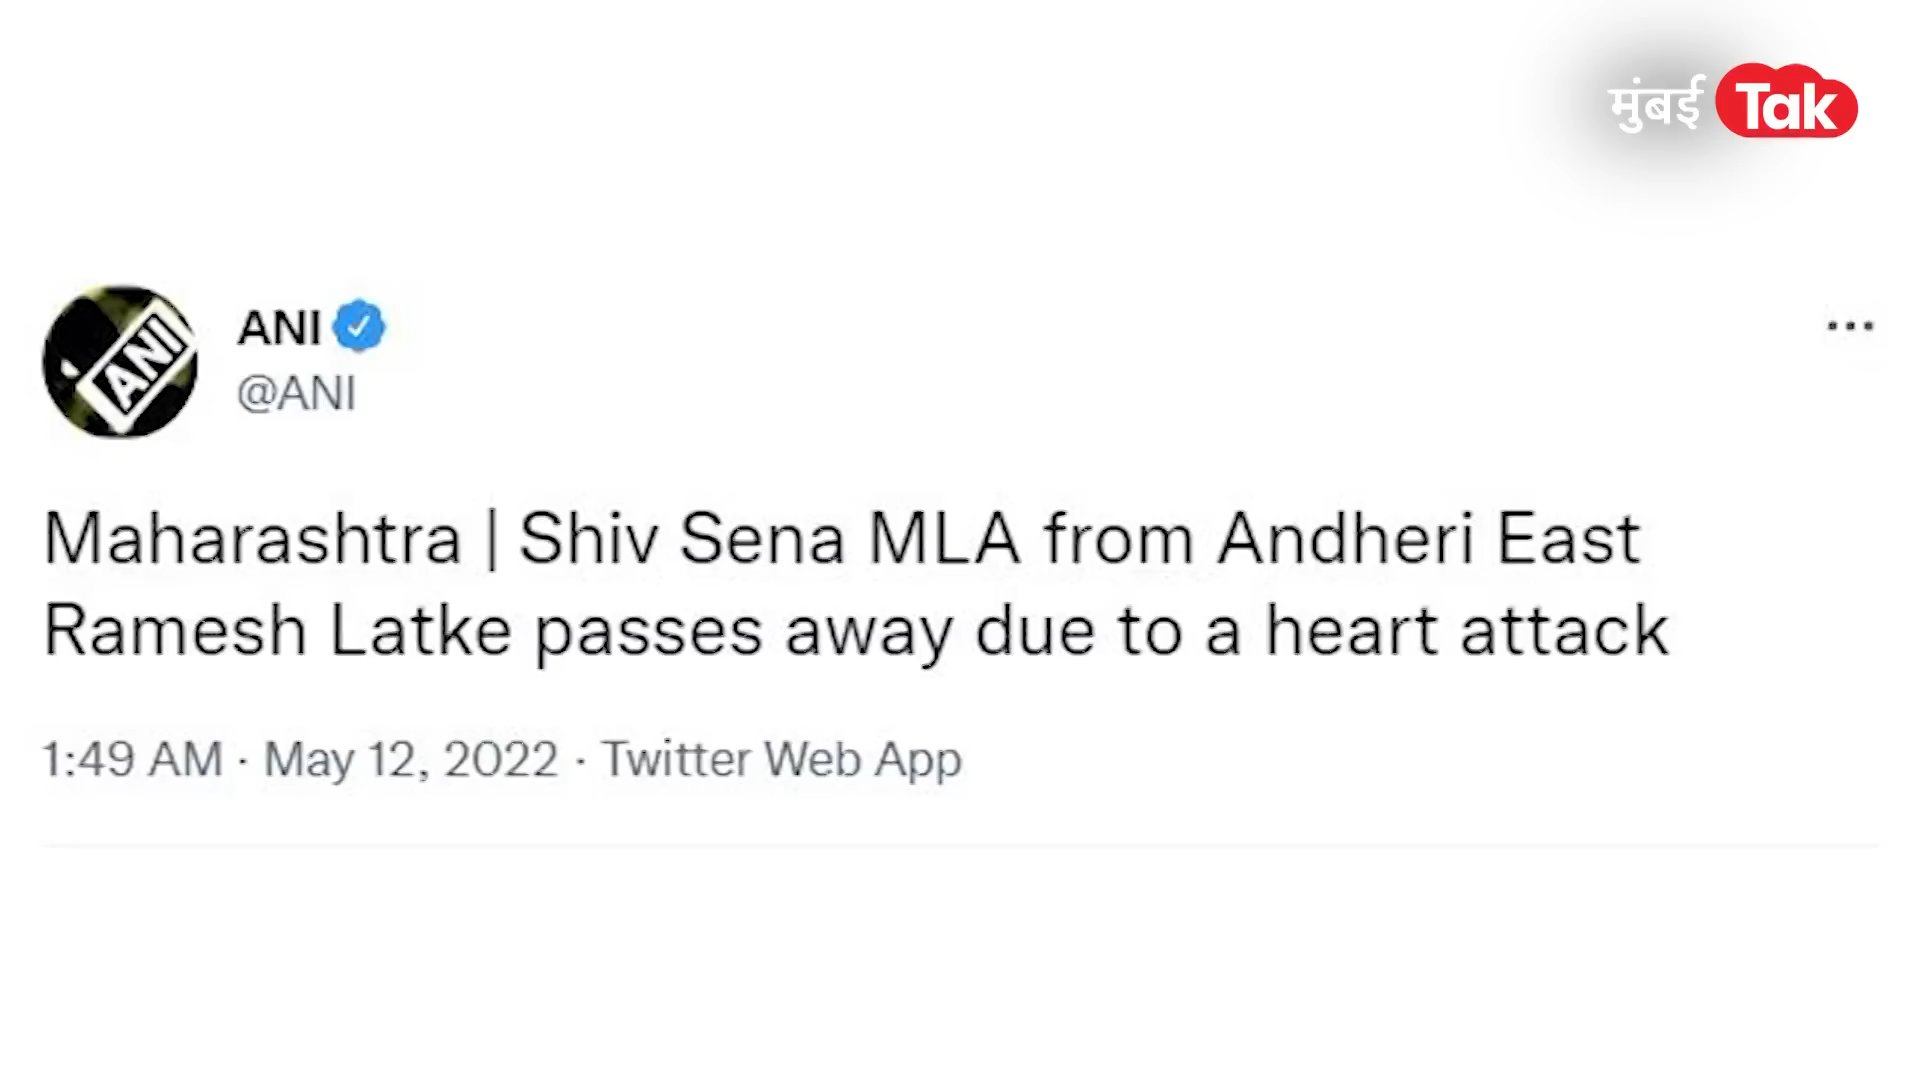 मुंबई Tak
ANI
ANI
@ANI
Maharashtra | Shiv Sena MLA from Andheri East
Ramesh Latke passes away due to a heart attack
1:49 AM · May 12, 2022 · Twitter Web App